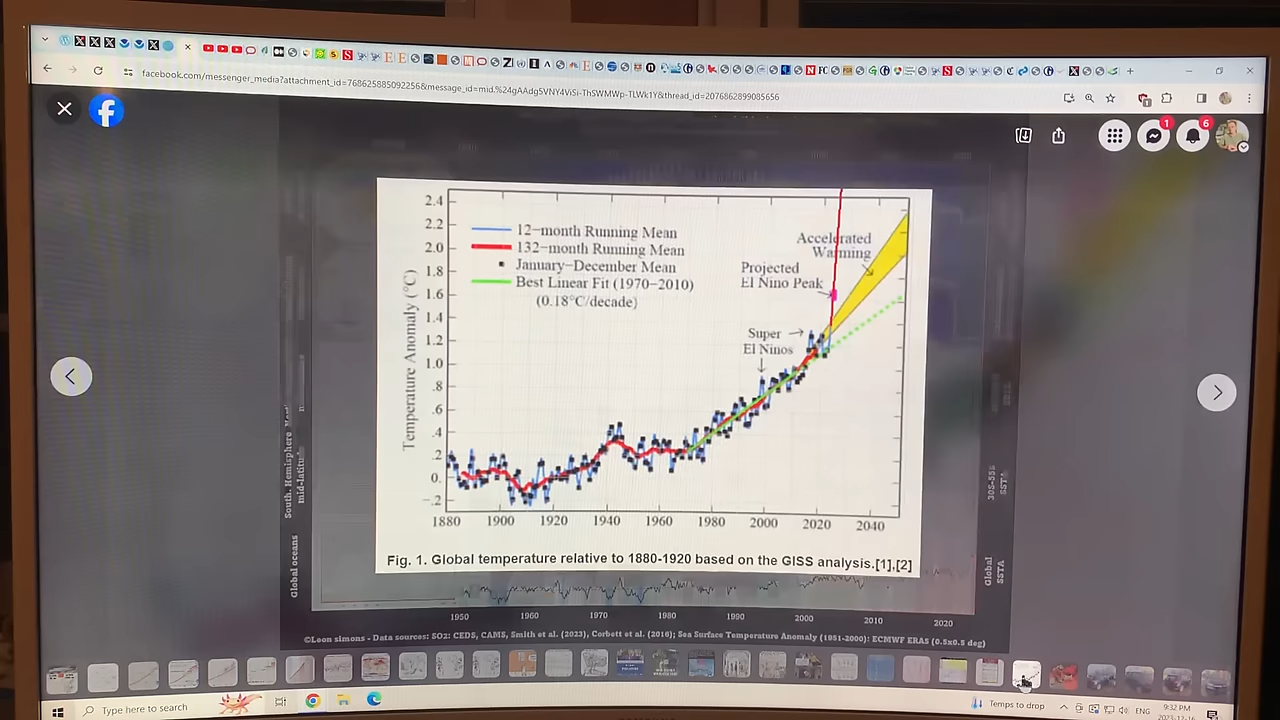 facebook.com/messenger_media?attachment_id=768625885092256&message_id=mid.%24gAAdg5VNY4ViSi-ThSWMWp-TLWk1Y&thread_id=2076862899085656
1
6
2.4
2.2
2.0
1.8
1.6
1.4
1.2
1.0
.8
.6
.4
.2
0.
-.2
Temperature Anomaly (°C)
12-month Running Mean
132-month Running Mean
January-December Mean
Best Linear Fit (1970-2010)
(0.18°C/decade)
Accelerated
Warming
Projected
El Nino Peak
Super
El Ninos
1880 1900 1920 1940 1960 1980 2000 2020 2040
Fig. 1. Global temperature relative to 1880-1920 based on the GISS analysis.[1],[2]
South. Hemisphere
mid-latitu
Global oceans
30S-55S
SST
Global
SSTA
1950 1960 1970 1980 1990 2000 2010 2020
©Leon simons - Data sources: SO2: CEDS, CAMS, Smith et al. (2023), Corbett et al. (2016); Sea Surface Temperature Anomaly (1951-2000): ECMWF ERA5 (0.5x0.5 deg)
Type here to search
Temps to drop
ENG
9:32 PM
2023-12-16